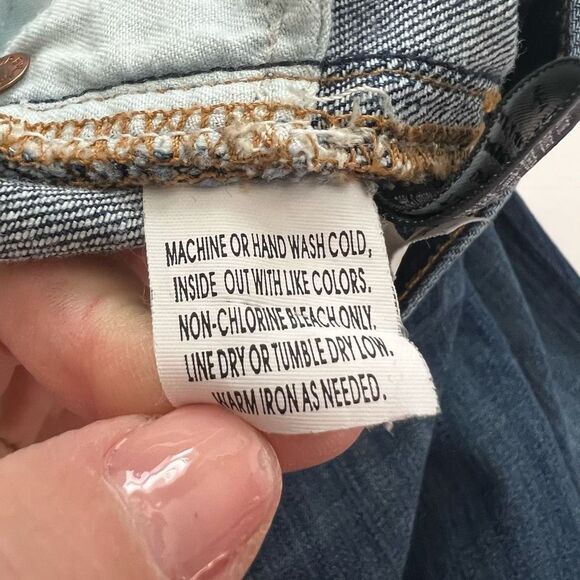 MACHINE OR HAND WASH COLD,
INSIDE OUT WITH LIKE COLORS.
NON-CHLORINE BLEACH ONLY.
LINE DRY OR TUMBLE DRY LOW.
WARM IRON AS NEEDED.